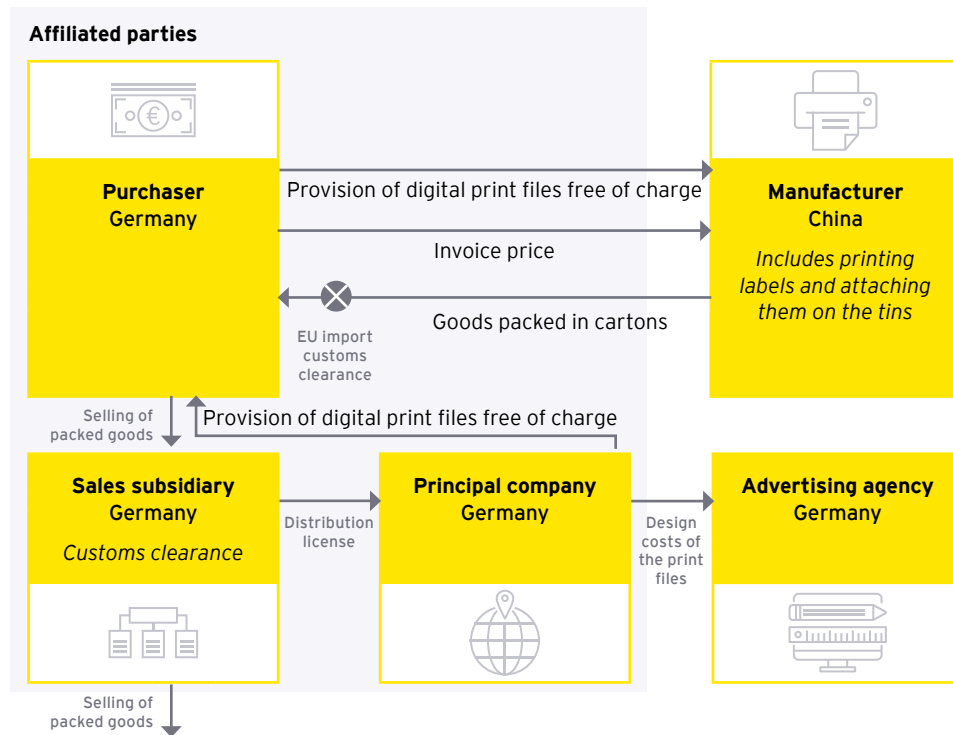 Affiliated parties
€
Purchaser
Germany
Provision of digital print files free of charge
Invoice price
Goods packed in cartons
EU import
customs
clearance
Manufacturer
China
Includes printing
labels and attaching
them on the tins
Selling of
packed goods
Provision of digital print files free of charge
Sales subsidiary
Germany
Customs clearance
Distribution
license
Principal company
Germany
Design
costs of
the print
files
Advertising agency
Germany
Selling of
packed goods